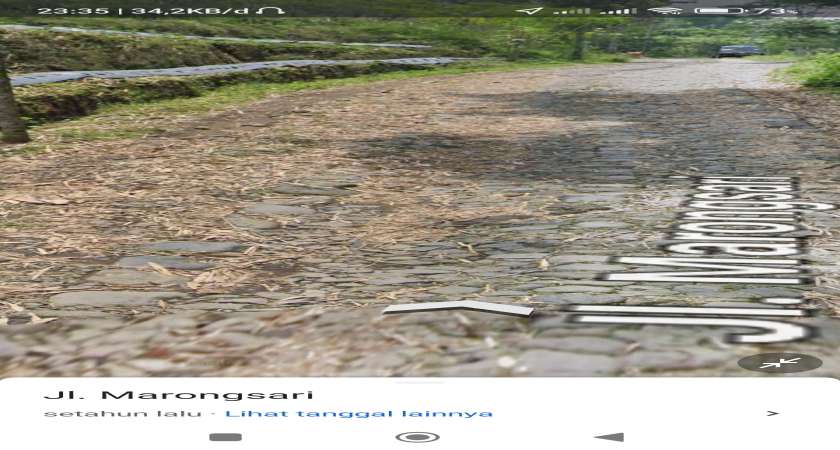 23:35 | 34,2KB/d
73%
Jl. Marongsari
Jl. Marongsari
setahun lalu · Lihat tanggal lainnya